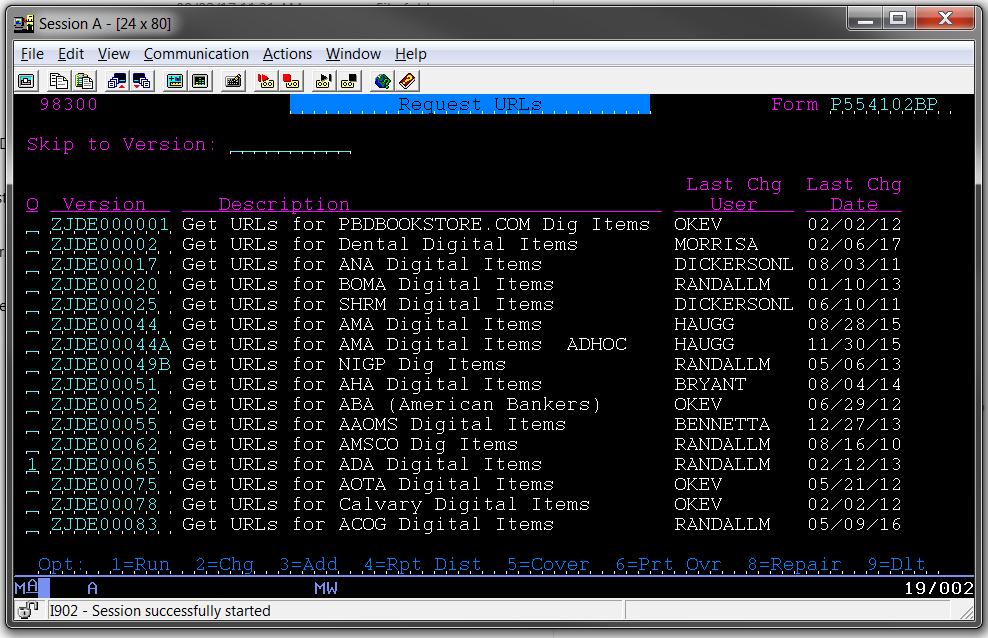 Session A - [24 x 80]
File Edit View Communication Actions Window Help
98300 Request URLs Form P554102BP
Skip to Version:
Last Chg Last Chg
O Version Description User Date
ZJDE000001 Get URLs for PBDBOOKSTORE.COM Dig Items OKEV 02/02/12
ZJDE00002 Get URLs for Dental Digital Items MORRISA 02/06/17
ZJDE00017 Get URLs for ANA Digital Items DICKERSONL 08/03/11
ZJDE00020 Get URLs for BOMA Digital Items RANDALLM 01/10/13
ZJDE00025 Get URLs for SHRM Digital Items DICKERSONL 06/10/11
ZJDE00044 Get URLs for AMA Digital Items HAUGG 08/28/15
ZJDE00044A Get URLs for AMA Digital Items ADHOC HAUGG 11/30/15
ZJDE00049B Get URLs for NIGP Dig Items RANDALLM 05/06/13
ZJDE00051 Get URLs for AHA Digital Items BRYANT 08/04/14
ZJDE00052 Get URLs for ABA (American Bankers) OKEV 06/29/12
ZJDE00055 Get URLs for AAOMS Digital Items BENNETTA 12/27/13
ZJDE00062 Get URLs for AMSCO Dig Items RANDALLM 08/16/10
1 ZJDE00065 Get URLs for ADA Digital Items RANDALLM 02/12/13
ZJDE00075 Get URLs for AOTA Digital Items OKEV 05/21/12
ZJDE00078 Get URLs for Calvary Digital Items OKEV 02/02/12
ZJDE00083 Get URLs for ACOG Digital Items RANDALLM 05/09/16
Opt: 1=Run 2=Chg 3=Add 4=Rpt Dist 5=Cover 6=Prt Ovr 8=Repair 9=Dlt
MA A MW 19/002
I902 - Session successfully started